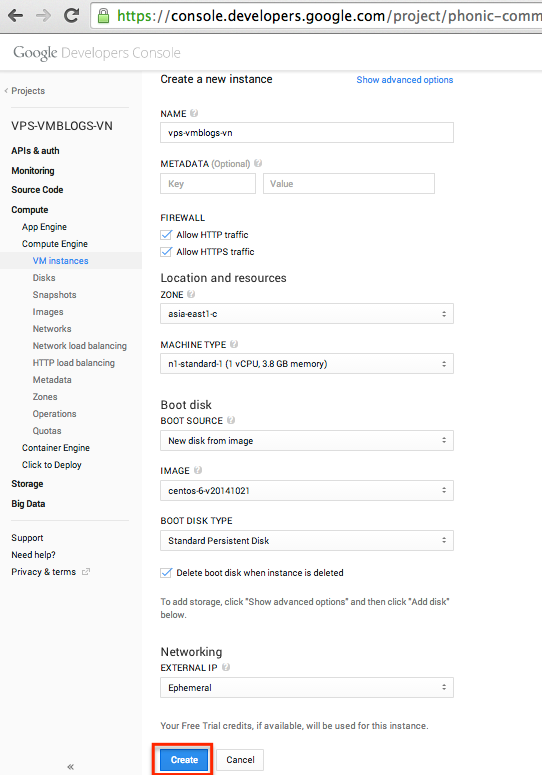 https://console.developers.google.com/project/phonic-comm
Google Developers Console
Projects
VPS-VMBLOGS-VN
APIs & auth
Monitoring
Source Code
Compute
App Engine
Compute Engine
VM instances
Disks
Snapshots
Images
Networks
Network load balancing
HTTP load balancing
Metadata
Zones
Operations
Quotas
Container Engine
Click to Deploy
Storage
Big Data
Support
Need help?
Privacy & terms
«
Create a new instance
Show advanced options
NAME ?
vps-vmblogs-vn
METADATA (Optional) ?
Key Value
FIREWALL
Allow HTTP traffic
Allow HTTPS traffic
Location and resources
ZONE ?
asia-east1-c
MACHINE TYPE ?
n1-standard-1 (1 vCPU, 3.8 GB memory)
Boot disk
BOOT SOURCE ?
New disk from image
IMAGE ?
centos-6-v20141021
BOOT DISK TYPE
Standard Persistent Disk
Delete boot disk when instance is deleted
To add storage, click "Show advanced options" and then click "Add disk"
below.
Networking
EXTERNAL IP ?
Ephemeral
Your Free Trial credits, if available, will be used for this instance.
Create Cancel